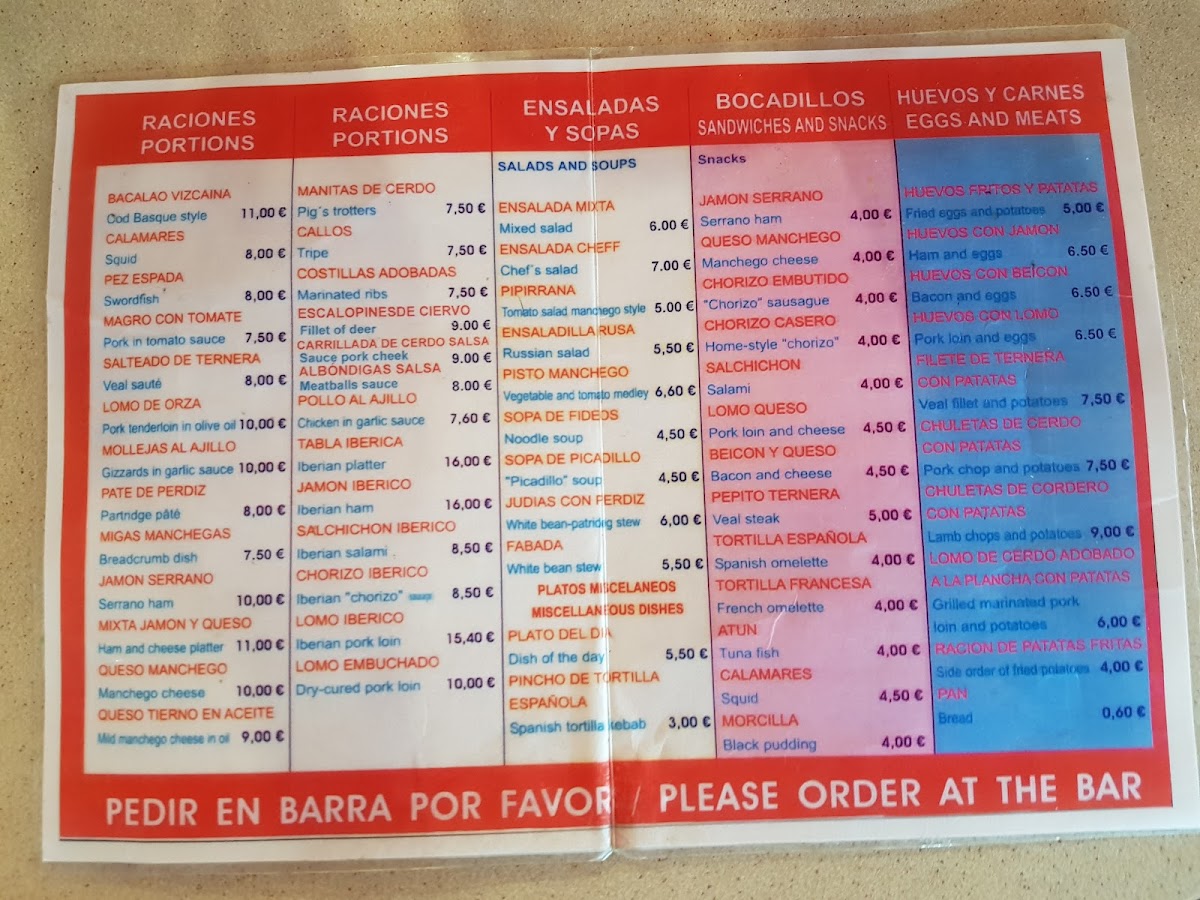 RACIONES
PORTIONS
BACALAO VIZCAINA
Cod Basque style 11,00 €
CALAMARES
Squid 8,00 €
PEZ ESPADA
Swordfish 8,00 €
MAGRO CON TOMATE
Pork in tomato sauce 7,50 €
SALTEADO DE TERNERA
Veal sauté 8,00 €
LOMO DE ORZA
Pork tenderloin in olive oil 10,00 €
MOLLEJAS AL AJILLO
Gizzards in garlic sauce 10,00 €
PATE DE PERDIZ
Partridge pâté 8,00 €
MIGAS MANCHEGAS
Breadcrumb dish 7,50 €
JAMON SERRANO
Serrano ham 10,00 €
MIXTA JAMON Y QUESO
Ham and cheese platter 11,00 €
QUESO MANCHEGO
Manchego cheese 10,00 €
QUESO TIERNO EN ACEITE
Mild manchego cheese in oil 9,00 €
RACIONES
PORTIONS
MANITAS DE CERDO
Pig´s trotters 7,50 €
CALLOS
Tripe 7,50 €
COSTILLAS ADOBADAS
Marinated ribs 7,50 €
ESCALOPINESDE CIERVO
Fillet of deer 9.00 €
CARRILLADA DE CERDO SALSA
Sauce pork cheek 9.00 €
ALBÓNDIGAS SALSA
Meatballs sauce 8.00 €
POLLO AL AJILLO
Chicken in garlic sauce 7,60 €
TABLA IBERICA
Iberian platter 16,00 €
JAMON IBERICO
Iberian ham 16,00 €
SALCHICHON IBERICO
Iberian salami 8,50 €
CHORIZO IBERICO
Iberian "chorizo" 8,50 €
LOMO IBERICO
Iberian pork loin 15,40 €
LOMO EMBUCHADO
Dry-cured pork loin 10,00 €
ENSALADAS
Y SOPAS
SALADS AND SOUPS
ENSALADA MIXTA
Mixed salad 6.00 €
ENSALADA CHEFF
Chef´s salad 7.00 €
PIPIRRANA
Tomato salad manchego style 5.00 €
ENSALADILLA RUSA
Russian salad 5,50 €
PISTO MANCHEGO
Vegetable and tomato medley 6,60 €
SOPA DE FIDEOS
Noodle soup 4,50 €
SOPA DE PICADILLO
"Picadillo" soup 4,50 €
JUDIAS CON PERDIZ
White bean-patridng stew 6,00 €
FABADA
White bean stew 5,50 €
PLATOS MISCELANEOS
MISCELLANEOUS DISHES
PLATO DEL DIA
Dish of the day 5,50 €
PINCHO DE TORTILLA
ESPAÑOLA
Spanish tortilla kebab 3,00 €
BOCADILLOS
SANDWICHES AND SNACKS
Snacks
JAMON SERRANO
Serrano ham 4,00 €
QUESO MANCHEGO
Manchego cheese 4,00 €
CHORIZO EMBUTIDO
"Chorizo" sausague 4,00 €
CHORIZO CASERO
Home-style "chorizo" 4,00 €
SALCHICHON
Salami 4,00 €
LOMO QUESO
Pork loin and cheese 4,50 €
BEICON Y QUESO
Bacon and cheese 4,50 €
PEPITO TERNERA
Veal steak 5,00 €
TORTILLA ESPAÑOLA
Spanish omelette 4,00 €
TORTILLA FRANCESA
French omelette 4,00 €
ATUN
Tuna fish 4,00 €
CALAMARES
Squid 4,50 €
MORCILLA
Black pudding 4,00 €
HUEVOS Y CARNES
EGGS AND MEATS
HUEVOS FRITOS Y PATATAS
Fried eggs and potatoes 5,00 €
HUEVOS CON JAMON
Ham and eggs 6.50 €
HUEVOS CON BEICON
Bacon and eggs 6.50 €
HUEVOS CON LOMO
Pork loin and eggs 6.50 €
FILETE DE TERNERA
CON PATATAS
Veal fillet and potatoes 7,50 €
CHULETAS DE CERDO
CON PATATAS
Pork chop and potatoes 7,50 €
CHULETAS DE CORDERO
CON PATATAS
Lamb chops and potatoes 9,00 €
LOMO DE CERDO ADOBADO
A LA PLANCHA CON PATATAS
Grilled marinated pork
loin and potatoes 6,00 €
RACION DE PATATAS FRITAS
Side order of fried potatoes 4,00 €
PAN
Bread 0,60 €
PEDIR EN BARRA POR FAVOR PLEASE ORDER AT THE BAR